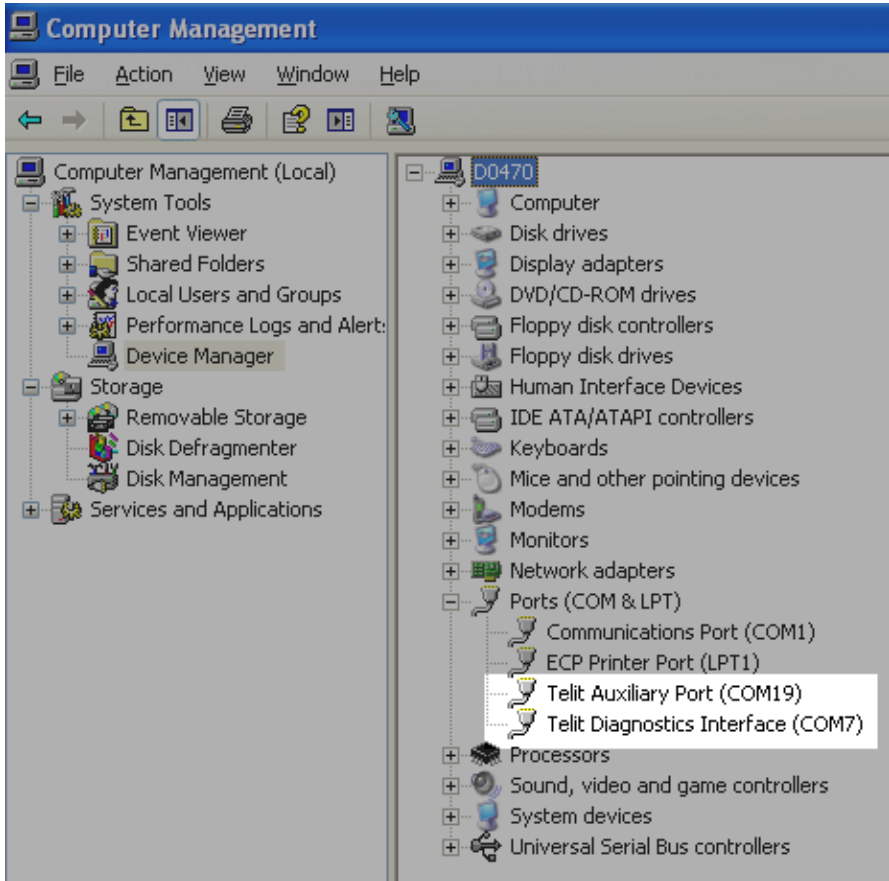 Computer Management
File Action View Window Help
Computer Management (Local)
System Tools
Event Viewer
Shared Folders
Local Users and Groups
Performance Logs and Alert:
Device Manager
Storage
Removable Storage
Disk Defragmenter
Disk Management
Services and Applications
D0470
Computer
Disk drives
Display adapters
DVD/CD-ROM drives
Floppy disk controllers
Floppy disk drives
Human Interface Devices
IDE ATA/ATAPI controllers
Keyboards
Mice and other pointing devices
Modems
Monitors
Network adapters
Ports (COM & LPT)
Communications Port (COM1)
ECP Printer Port (LPT1)
Telit Auxiliary Port (COM19)
Telit Diagnostics Interface (COM7)
Processors
Sound, video and game controllers
System devices
Universal Serial Bus controllers